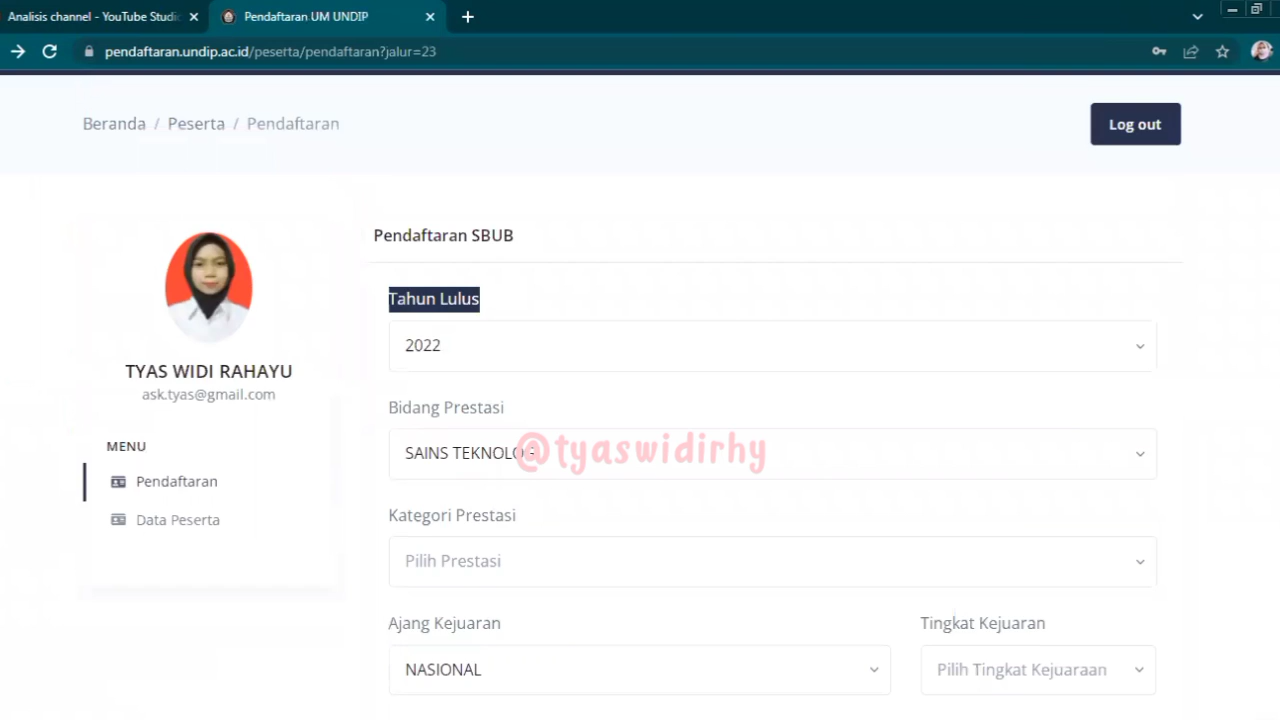 Analisis channel - YouTube Studi
Pendaftaran UM UNDIP
pendaftaran.undip.ac.id/peserta/pendaftaran?jalur=23
Beranda / Peserta / Pendaftaran
Log out
TYAS WIDI RAHAYU
ask.tyas@gmail.com
MENU
Pendaftaran
Data Peserta
Pendaftaran SBUB
Tahun Lulus
2022
Bidang Prestasi
SAINS TEKNOLOGI
@tyaswidirhy
Kategori Prestasi
Pilih Prestasi
Ajang Kejuaran
NASIONAL
Tingkat Kejuaran
Pilih Tingkat Kejuaraan